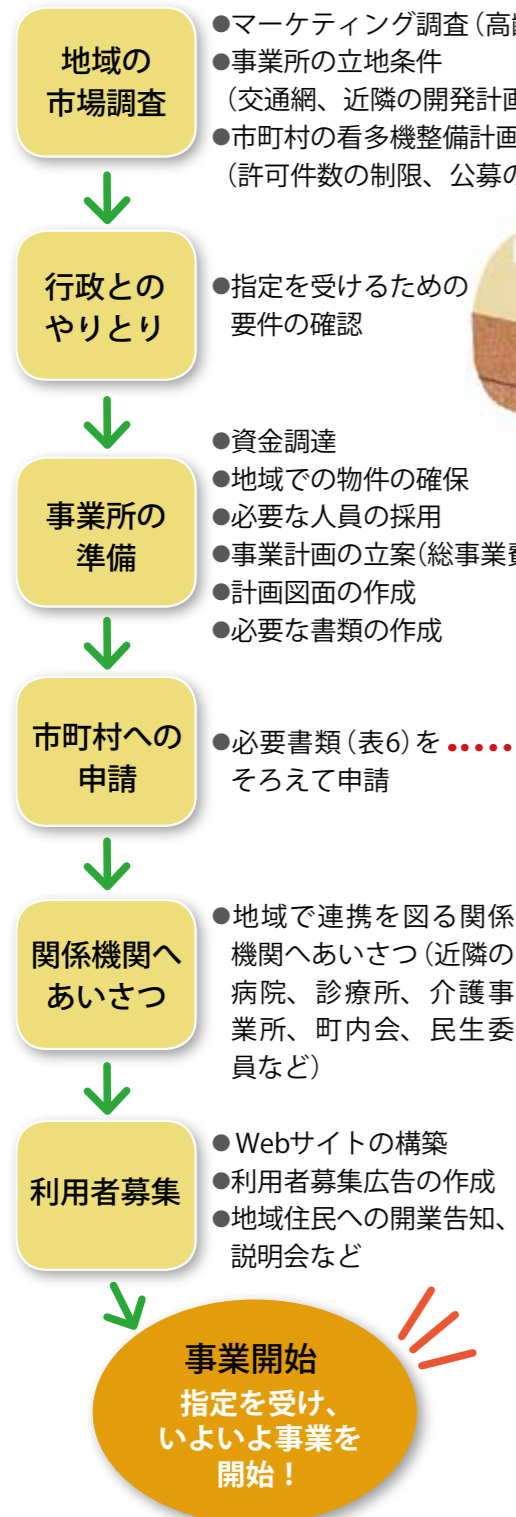 地域の
市場調査
●マーケティング調査（高齢
●事業所の立地条件
（交通網、近隣の開発計画
●市町村の看多機整備計画
（許可件数の制限、公募の
行政との
やりとり
●指定を受けるための
要件の確認
事業所の
準備
●資金調達
●地域での物件の確保
●必要な人員の採用
●事業計画の立案（総事業費
●計画図面の作成
●必要な書類の作成
市町村への
申請
●必要書類（表6）を
そろえて申請
関係機関へ
あいさつ
●地域で連携を図る関係
機関へあいさつ（近隣の
病院、診療所、介護事
業所、町内会、民生委
員など）
利用者募集
●Webサイトの構築
●利用者募集広告の作成
●地域住民への開業告知、
説明会など
事業開始
指定を受け、
いよいよ事業を
開始！